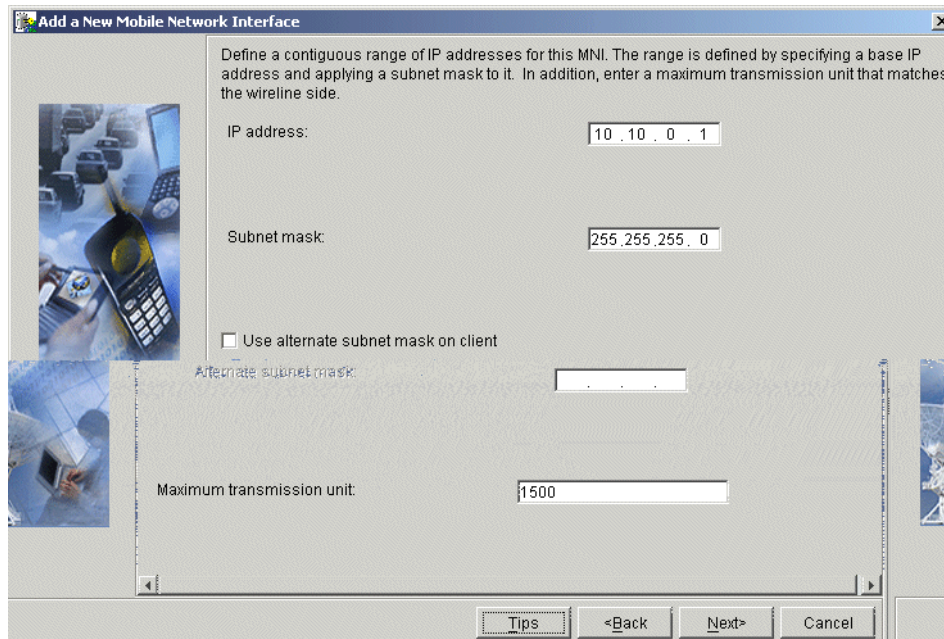 Add a New Mobile Network Interface
Define a contiguous range of IP addresses for this MNI. The range is defined by specifying a base IP
address and applying a subnet mask to it. In addition, enter a maximum transmission unit that matches
the wireline side.
IP address: 10 .10 . 0 . 1
Subnet mask: 255.255.255. 0
Use alternate subnet mask on client
Alternate subnet mask: . . .
Maximum transmission unit: 1500
Tips <Back Next> Cancel